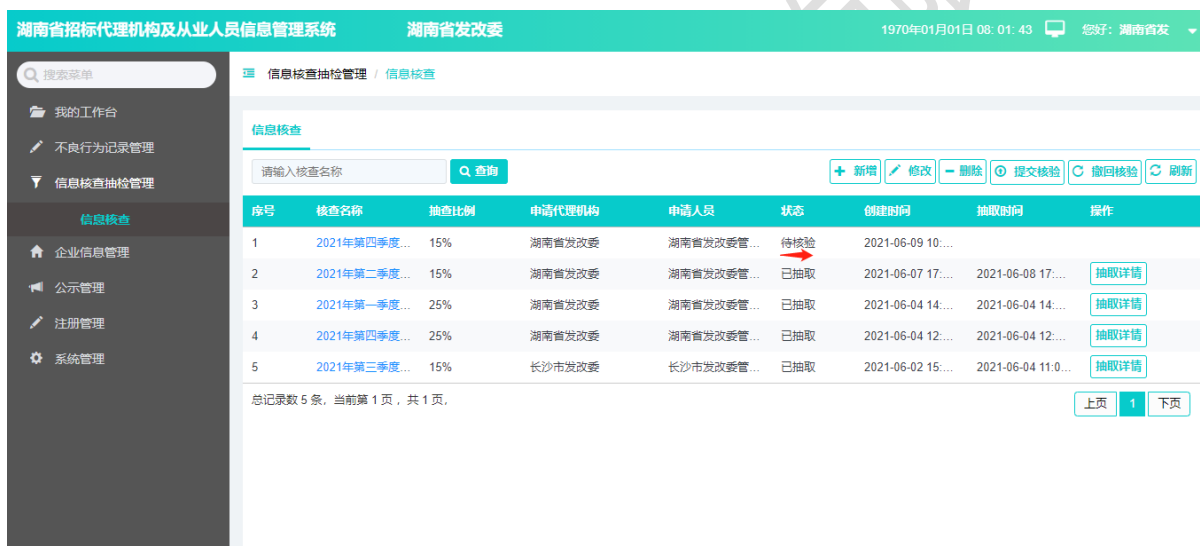 湖南省招标代理机构及从业人员信息管理系统 湖南省发改委 1970年01月01日 08: 01: 43 您好: 湖南省发
搜索菜单
信息核查抽检管理 / 信息核查
我的工作台
不良行为记录管理
信息核查抽检管理
信息核查
企业信息管理
公示管理
注册管理
系统管理
信息核查
请输入核查名称 查询 新增 修改 删除 提交核验 撤回核验 刷新
序号 核查名称 抽查比例 申请代理机构 申请人员 状态 创建时间 抽取时间 操作
1 2021年第四季度... 15% 湖南省发改委 湖南省发改委管... 待核验 2021-06-09 10:...
2 2021年第二季度... 15% 湖南省发改委 湖南省发改委管... 已抽取 2021-06-07 17:... 2021-06-08 17:... 抽取详情
3 2021年第一季度... 25% 湖南省发改委 湖南省发改委管... 已抽取 2021-06-04 14:... 2021-06-04 14:... 抽取详情
4 2021年第四季度... 25% 湖南省发改委 湖南省发改委管... 已抽取 2021-06-04 12:... 2021-06-04 12:... 抽取详情
5 2021年第三季度... 15% 长沙市发改委 长沙市发改委管... 已抽取 2021-06-02 15:... 2021-06-04 11:0... 抽取详情
总记录数 5 条, 当前第 1 页 , 共 1 页,
上页 1 下页